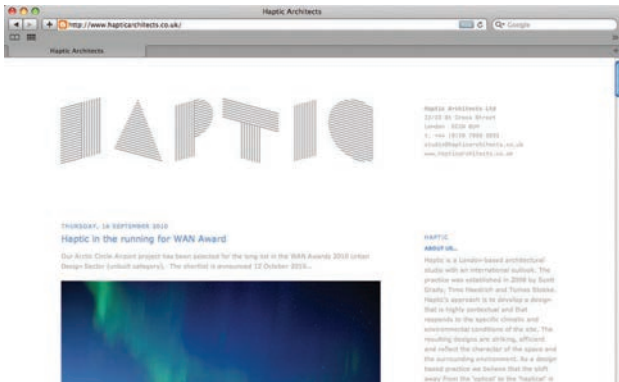 Haptic Architects
http://www.hapticarchitects.co.uk/
Google
Haptic Architects
HAPTIC
Haptic Architects Ltd
London
www.hapticarchitects.co.uk
THURSDAY, 16 SEPTEMBER 2010
Haptic in the running for WAN Award
Our Arctic Circle Airport project has been selected for the long list in the WAN Awards 2010 Urban
Design Sector (unbuilt category). The shortlist is announced 12 October 2010...
HAPTIC
ABOUT US...
Haptic is a London-based architectural
studio with an international outlook. The
practice was established in 2009 by Scott
Grady, Timo Haedrich and Tomas Stokke.
Haptic's approach is to develop a design
that is highly contextual and that
responds to the specific climatic and
environmental conditions of the site. The
resulting designs are striking, efficient
and reflect the character of the space and
the surrounding environment. As a design
based practice we believe that the shift
away from the 'optical' to the 'haptical' is